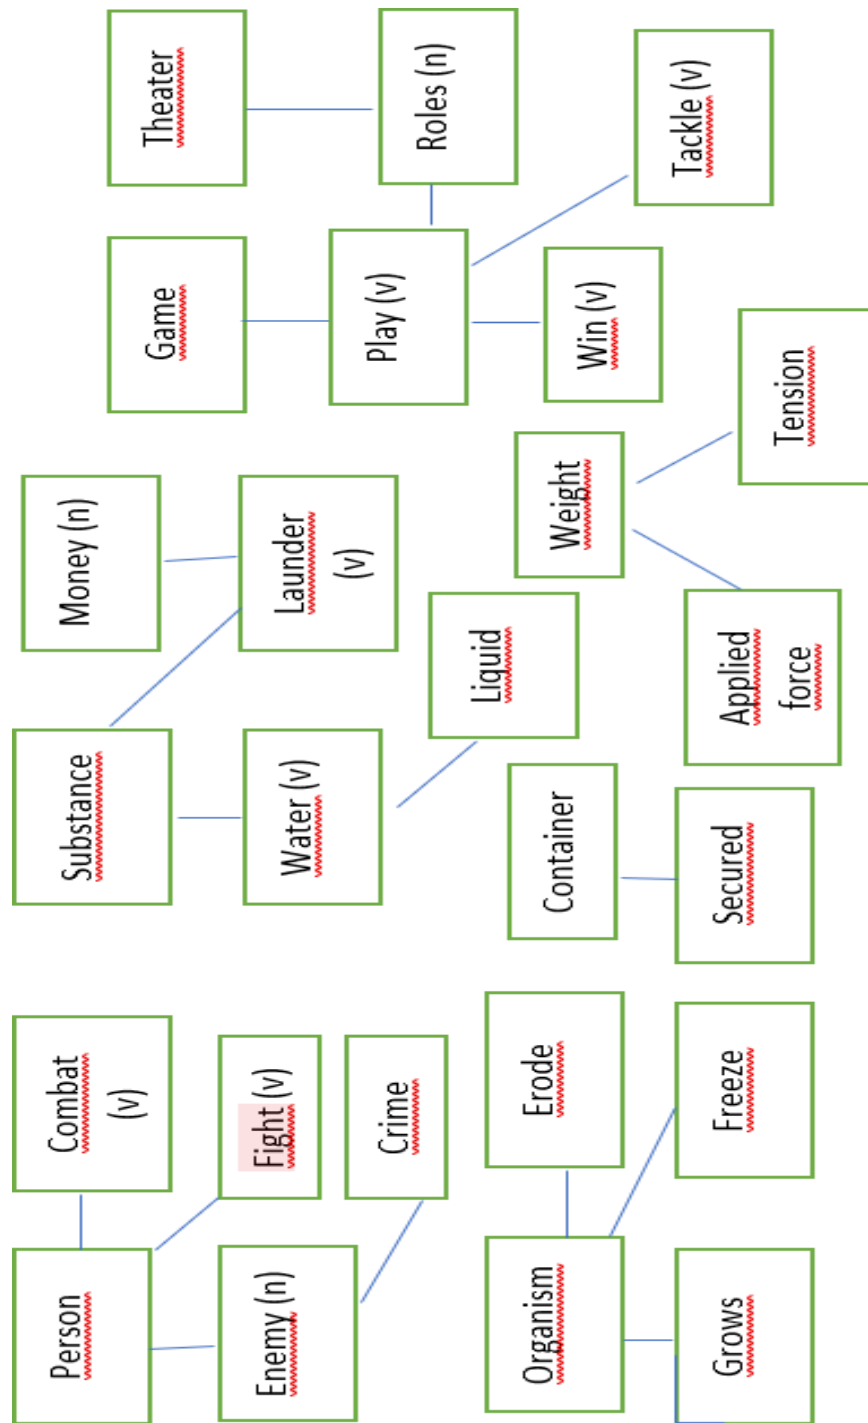 Person
Combat
(v)
Substance
Money (n)
Game
Theater
Enemy (n)
Fight (v)
Water (v)
Launder
(v)
Play (v)
Roles (n)
Crime
Liquid
Organism
Erode
Container
Weight
Win (v)
Tackle (v)
Grows
Freeze
Secured
Applied
force
Tension